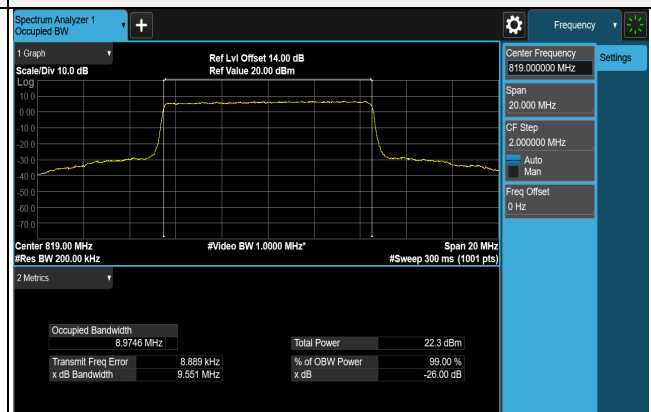 Spectrum Analyzer 1
Occupied BW
+
Frequency
1 Graph
Scale/Div 10.0 dB
Ref Lvl Offset 14.00 dB
Ref Value 20.00 dBm
Log
10.0
0.00
-10.0
-20.0
-30.0
-40.0
-50.0
-60.0
-70.0
Center 819.00 MHz
#Video BW 1.0000 MHz*
Span 20 MHz
#Res BW 200.00 kHz
#Sweep 300 ms (1001 pts)
2 Metrics
Occupied Bandwidth
8.9746 MHz
Total Power 22.3 dBm
Transmit Freq Error 8.889 kHz
% of OBW Power 99.00 %
x dB Bandwidth 9.551 MHz
x dB -26.00 dB
Center Frequency
819.000000 MHz
Settings
Span
20.000 MHz
CF Step
2.000000 MHz
Auto
Man
Freq Offset
0 Hz